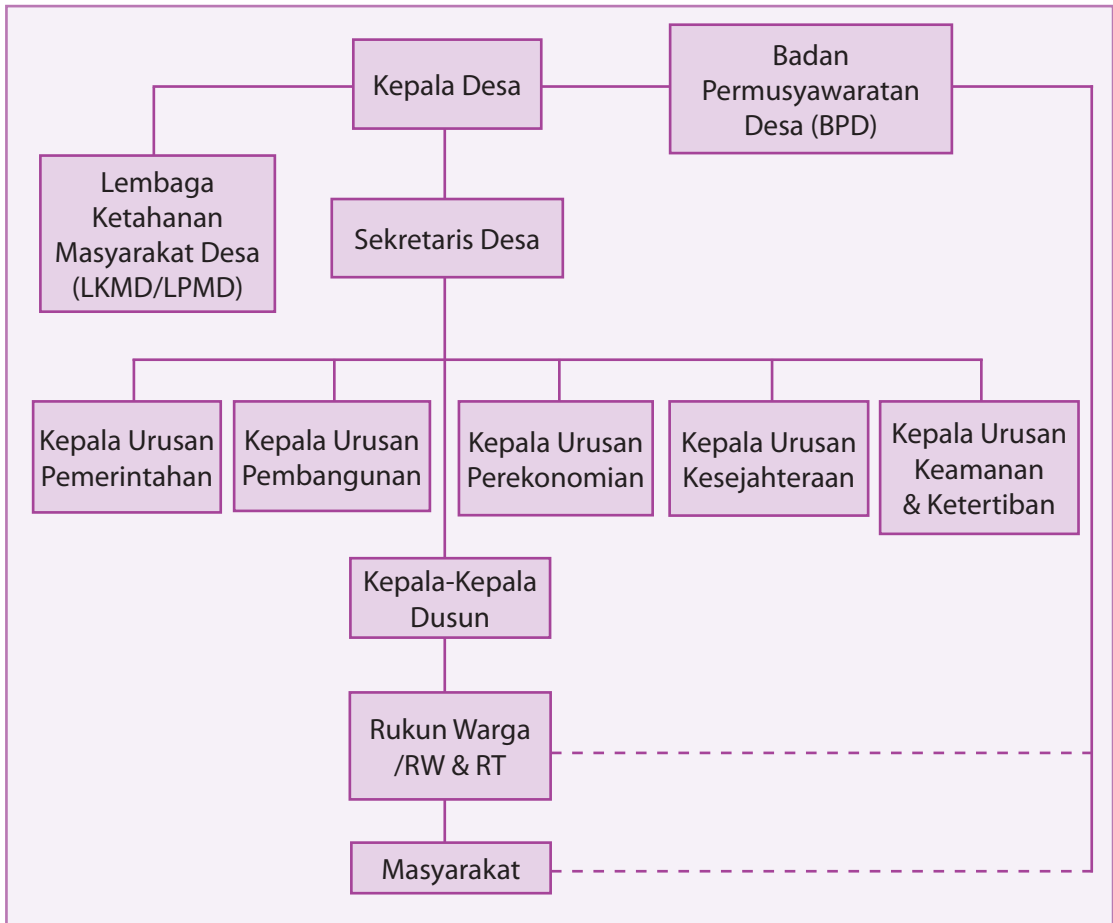 Kepala Desa
Badan
Permusyawaratan
Desa (BPD)
Lembaga
Ketahanan
Masyarakat Desa
(LKMD/LPMD)
Sekretaris Desa
Kepala Urusan
Pemerintahan
Kepala Urusan
Pembangunan
Kepala Urusan
Perekonomian
Kepala Urusan
Kesejahteraan
Kepala Urusan
Keamanan
& Ketertiban
Kepala-Kepala
Dusun
Rukun Warga
/RW & RT
Masyarakat